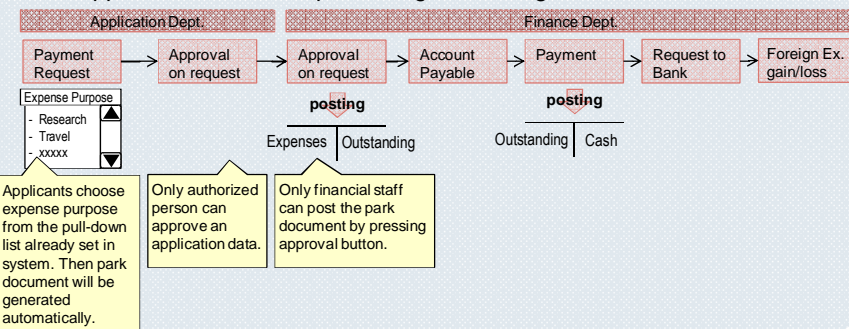 Application Dept.
Finance Dept.
Payment
Request
Approval
on request
Approval
on request
Account
Payable
Payment
Request to
Bank
Foreign Ex.
gain/loss
Expense Purpose
- Research
- Travel
- xxxxx
posting
Expenses
Outstanding
posting
Outstanding
Cash
Applicants choose
expense purpose
from the pull-down
list already set in
system. Then park
document will be
generated
automatically.
Only authorized
person can
approve an
application data.
Only financial staff
can post the park
document by pressing
approval button.